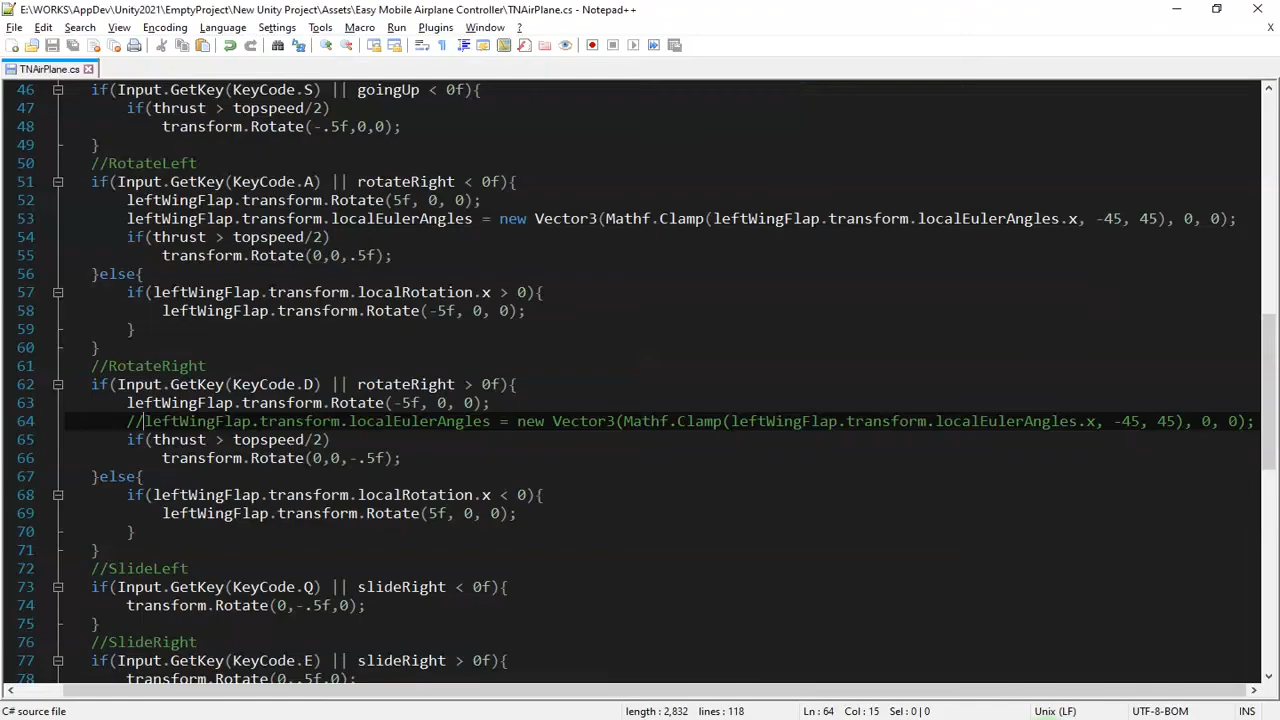 E:\WORKS\AppDev\Unity2021\EmptyProject\New Unity Project\Assets\Easy Mobile Airplane Controller\TNAirPlane.cs - Notepad++
File Edit Search View Encoding Language Settings Tools Macro Run Plugins Window ? X
TNAirPlane.cs
46 if(Input.GetKey(KeyCode.S) || goingUp < 0f){
47 if(thrust > topspeed/2)
48 transform.Rotate(-.5f,0,0);
49 }
50 //RotateLeft
51 if(Input.GetKey(KeyCode.A) || rotateRight < 0f){
52 leftWingFlap.transform.Rotate(5f, 0, 0);
53 leftWingFlap.transform.localEulerAngles = new Vector3(Mathf.Clamp(leftWingFlap.transform.localEulerAngles.x, -45, 45), 0, 0);
54 if(thrust > topspeed/2)
55 transform.Rotate(0,0,.5f);
56 }else{
57 if(leftWingFlap.transform.localRotation.x > 0){
58 leftWingFlap.transform.Rotate(-5f, 0, 0);
59 }
60 }
61 //RotateRight
62 if(Input.GetKey(KeyCode.D) || rotateRight > 0f){
63 leftWingFlap.transform.Rotate(-5f, 0, 0);
64 //leftWingFlap.transform.localEulerAngles = new Vector3(Mathf.Clamp(leftWingFlap.transform.localEulerAngles.x, -45, 45), 0, 0);
65 if(thrust > topspeed/2)
66 transform.Rotate(0,0,-.5f);
67 }else{
68 if(leftWingFlap.transform.localRotation.x < 0){
69 leftWingFlap.transform.Rotate(5f, 0, 0);
70 }
71 }
72 //SlideLeft
73 if(Input.GetKey(KeyCode.Q) || slideRight < 0f){
74 transform.Rotate(0,-.5f,0);
75 }
76 //SlideRight
77 if(Input.GetKey(KeyCode.E) || slideRight > 0f){
78 transform.Rotate(0,.5f,0);
C# source file length : 2,832 lines : 118 Ln : 64 Col : 15 Sel : 0 | 0 Unix (LF) UTF-8-BOM INS